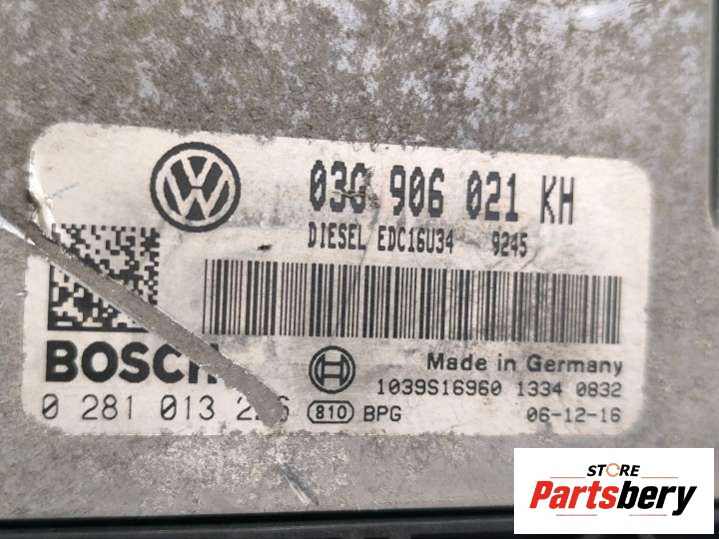 03G 906 021 KH
DIESEL EDC16U34 9245
BOSCH
Made in Germany
1039S16960 1334 0832
0 281 013 810 BPG 06-12-16
STORE
Partsbery